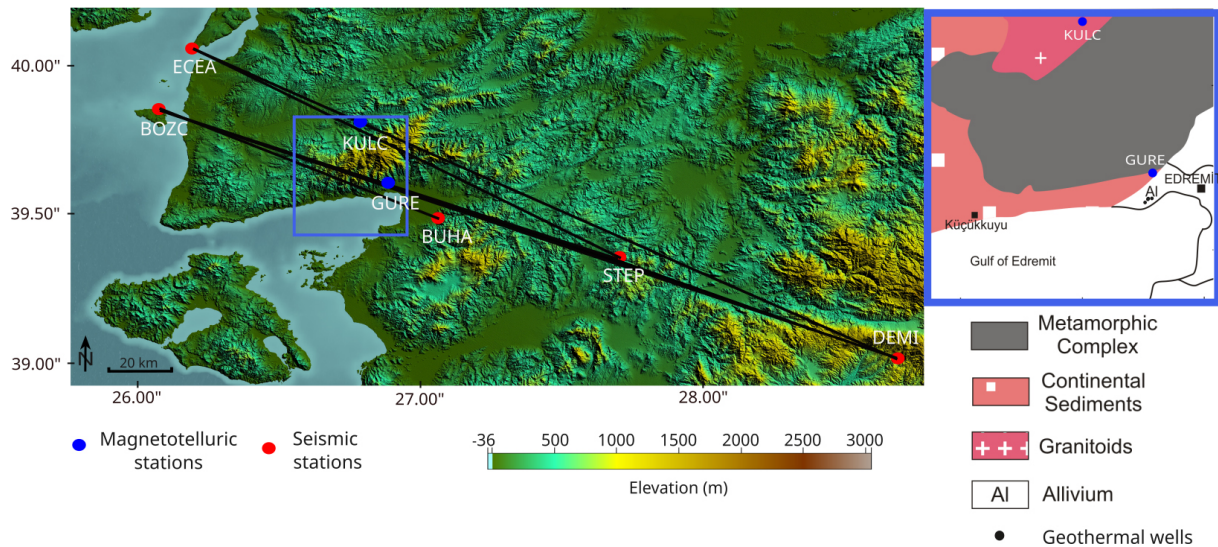 40.00"
39.50"
39.00"
26.00"
27.00"
28.00"
ECEA
BOZC
KULC
GURE
BUHA
STEP
DEMI
N
20 km
Magnetotelluric
stations
Seismic
stations
-36 500 1000 1500 2000 2500 3000
Elevation (m)
KULC
GURE
EDREMİ
Al
Küçükkuyu
Gulf of Edremit
Metamorphic
Complex
Continental
Sediments
Granitoids
Al
Allivium
Geothermal wells